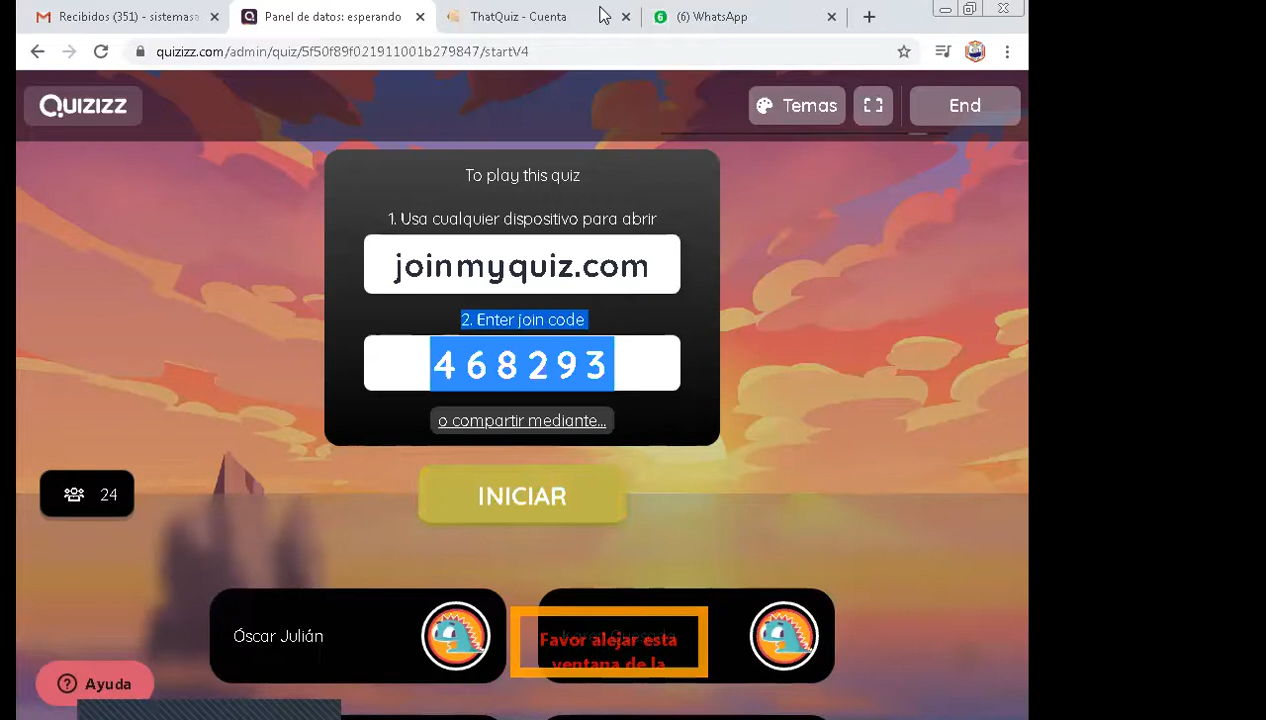 Recibidos (351) - sistemasa
Panel de datos: esperando
ThatQuiz - Cuenta
6
(6) WhatsApp
quizizz.com/admin/quiz/5f50f89f021911001b279847/startV4
QUIZIZZ
Temas
End
To play this quiz
1. Usa cualquier dispositivo para abrir
joinmyquiz.com
2. Enter join code
468293
o compartir mediante...
24
INICIAR
Óscar Julián
Favor alejar esta
ventana de la
Ayuda